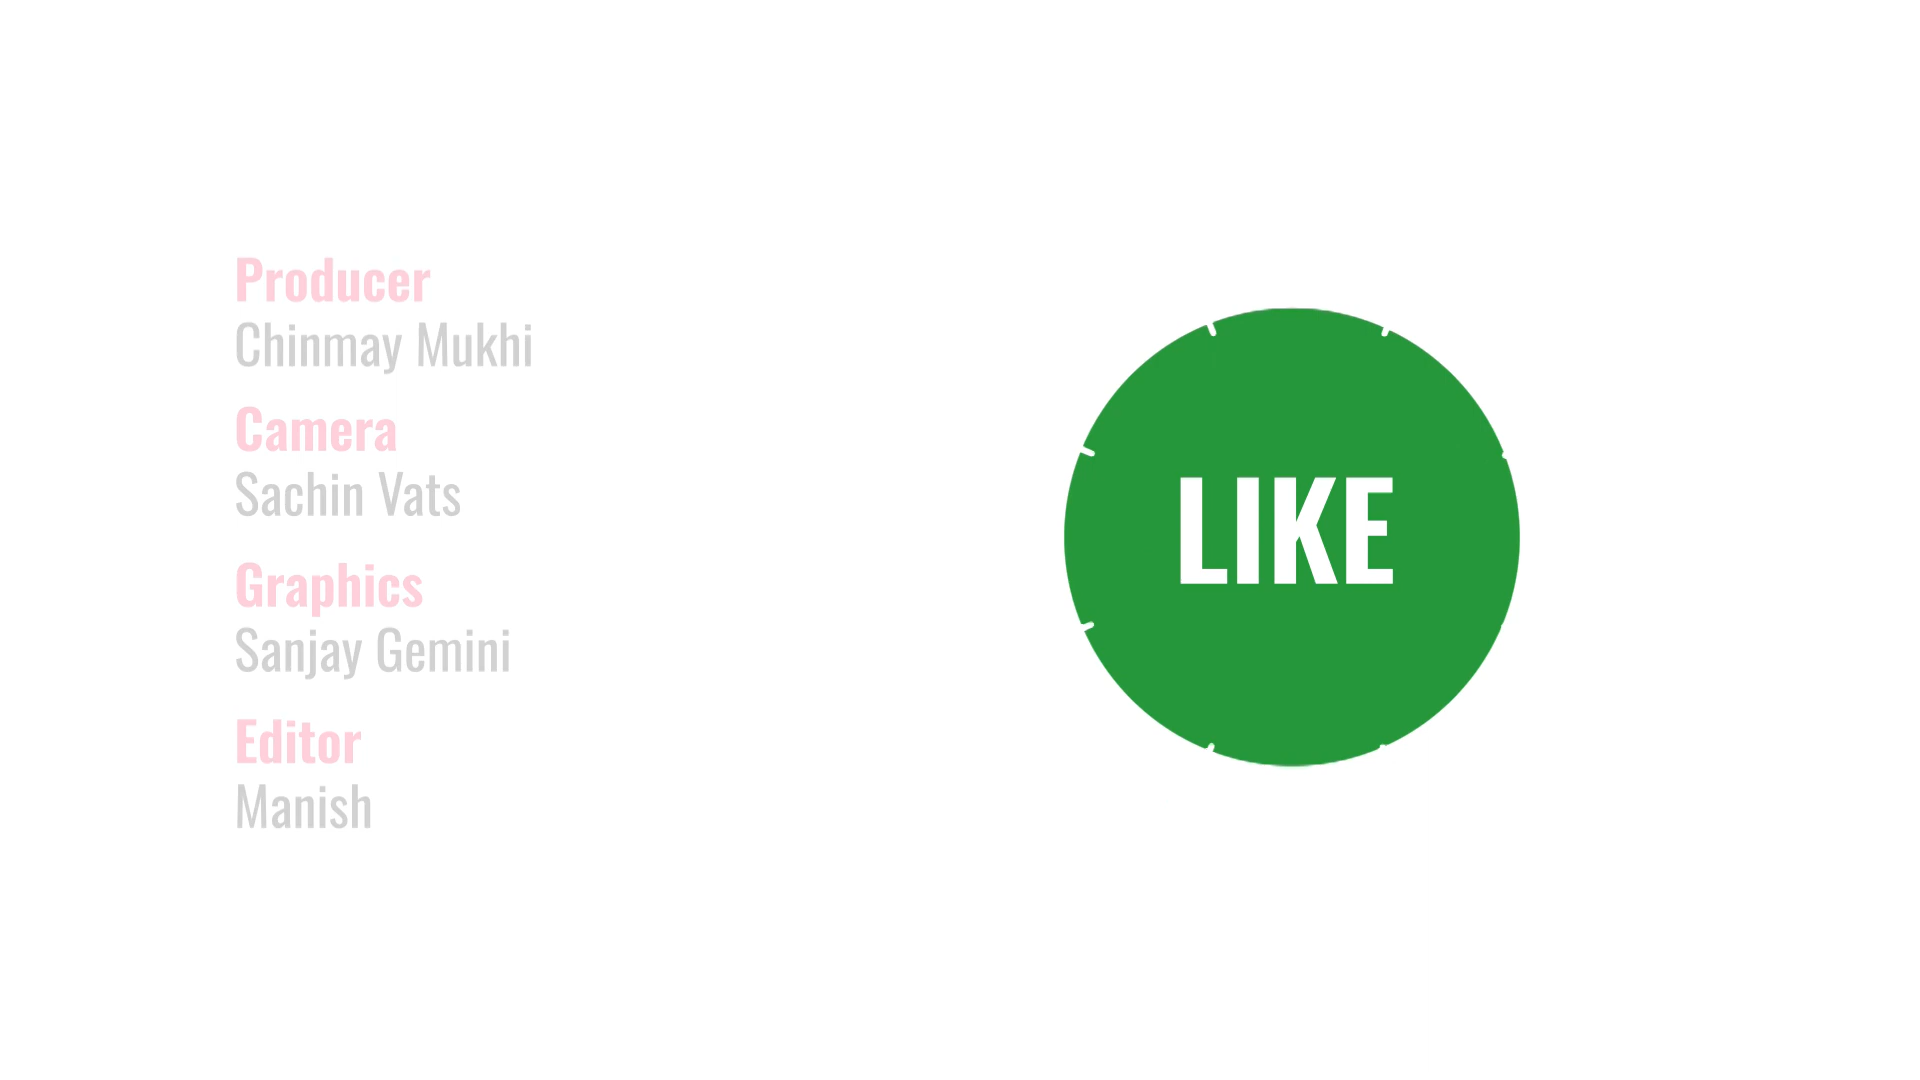 Producer
Chinmay Mukhi
Camera
Sachin Vats
Graphics
Sanjay Gemini
Editor
Manish
LIKE